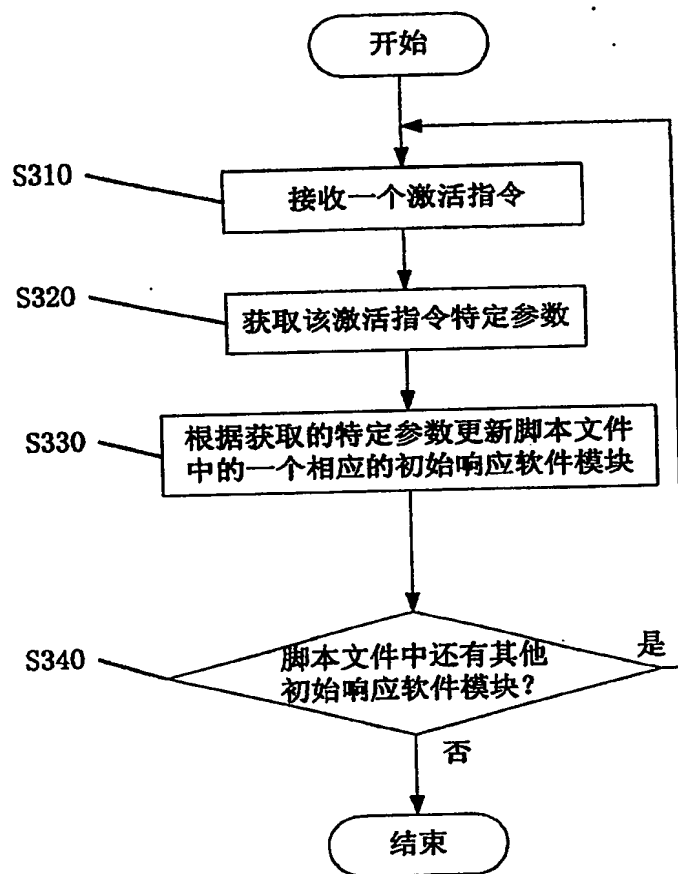 开始
S310
接收一个激活指令
S320
获取该激活指令特定参数
S330
根据获取的特定参数更新脚本文件
中的一个相应的初始响应软件模块
S340
脚本文件中还有其他
初始响应软件模块?
是
否
结束